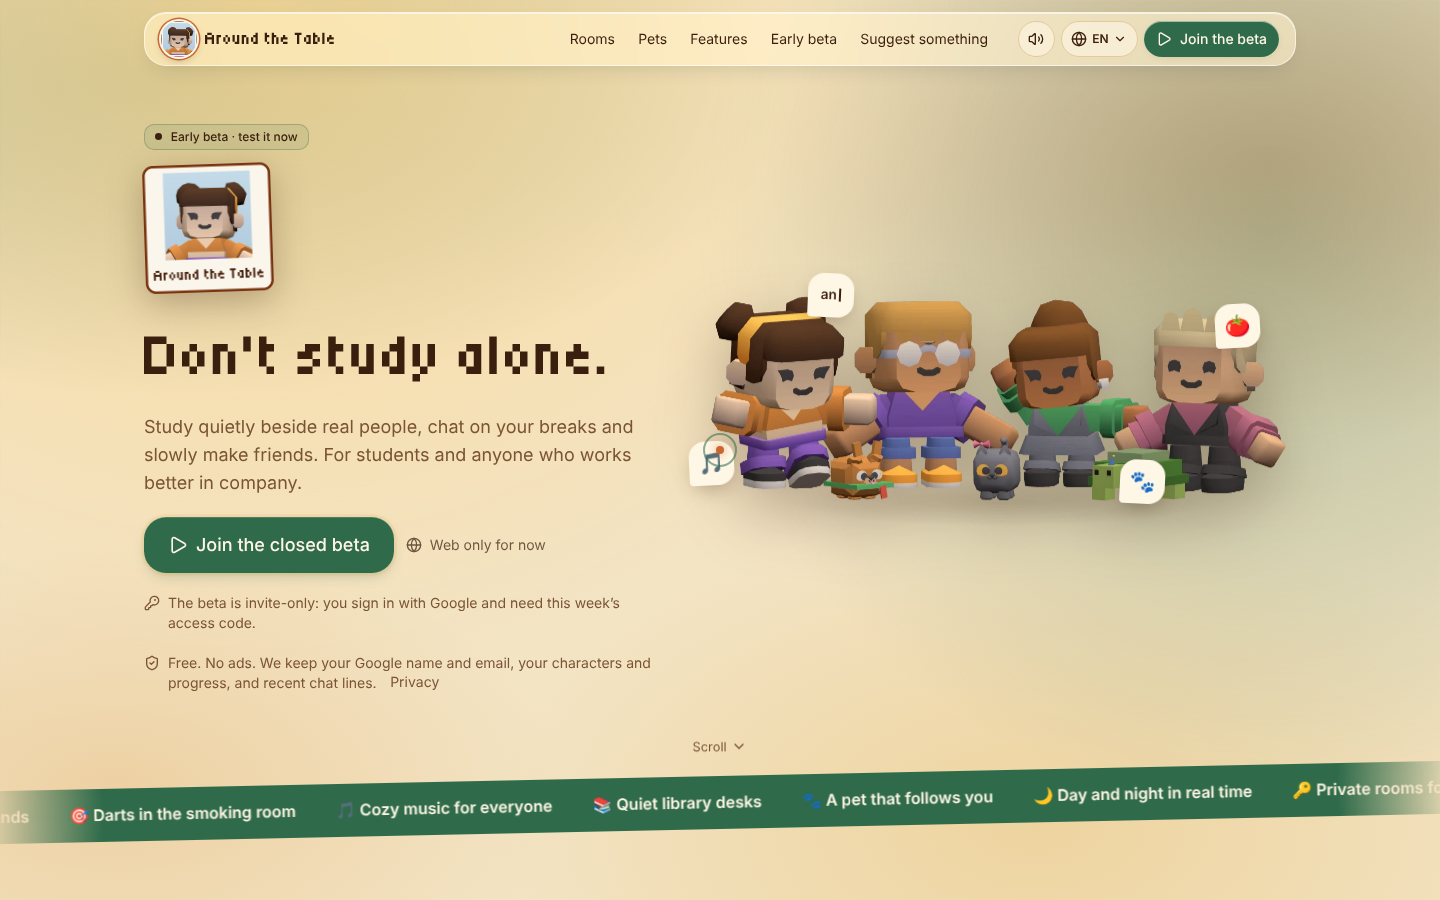 Around the Table
Rooms
Pets
Features
Early beta
Suggest something
EN
Join the beta
Early beta · test it now
Around the Table
Don't study alone.
Study quietly beside real people, chat on your breaks and
slowly make friends. For students and anyone who works
better in company.
Join the closed beta
Web only for now
The beta is invite-only: you sign in with Google and need this week’s
access code.
Free. No ads. We keep your Google name and email, your characters and
progress, and recent chat lines. Privacy
an
Scroll
nds
Darts in the smoking room
Cozy music for everyone
Quiet library desks
A pet that follows you
Day and night in real time
Private rooms fo